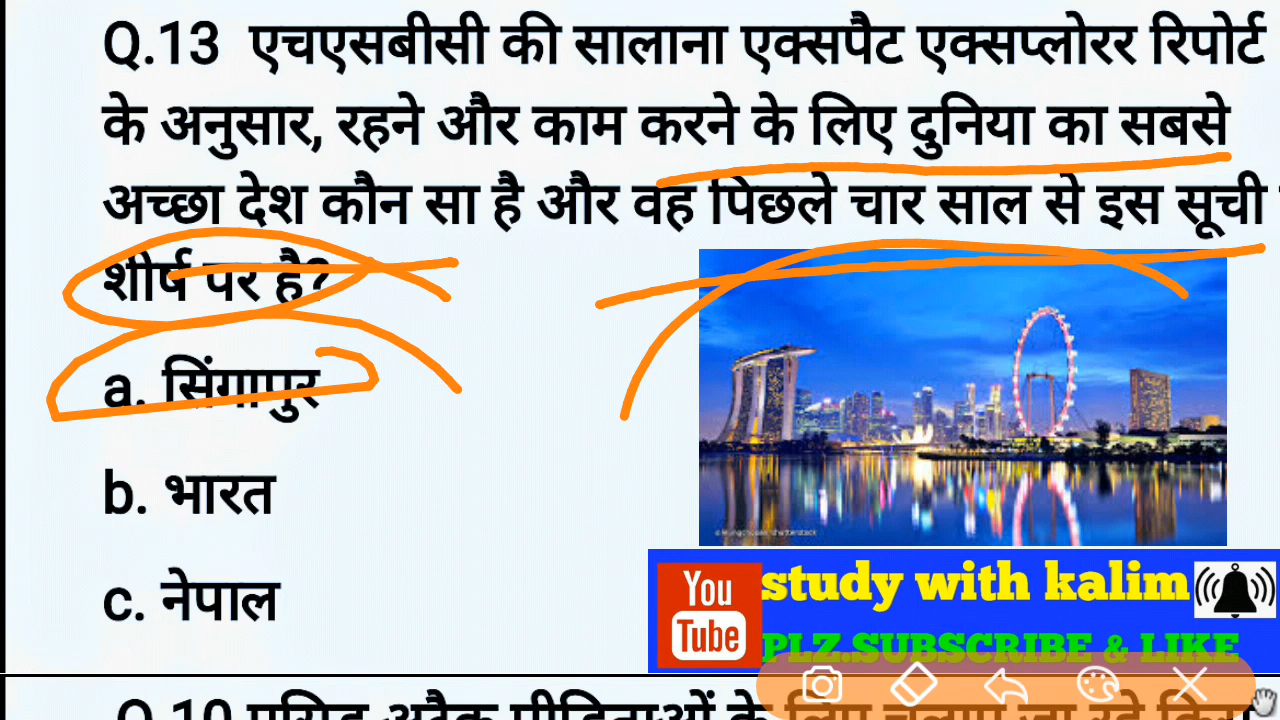 Q.13 एचएसबीसी की सालाना एक्सपैट एक्सप्लोरर रिपोर्ट
के अनुसार, रहने और काम करने के लिए दुनिया का सबसे
अच्छा देश कौन सा है और वह पिछले चार साल से इस सूची
शीर्ष पर है?
a. सिंगापुर
b. भारत
c. नेपाल
You
Tube
study with kalim
PLZ.SUBSCRIBE & LIKE